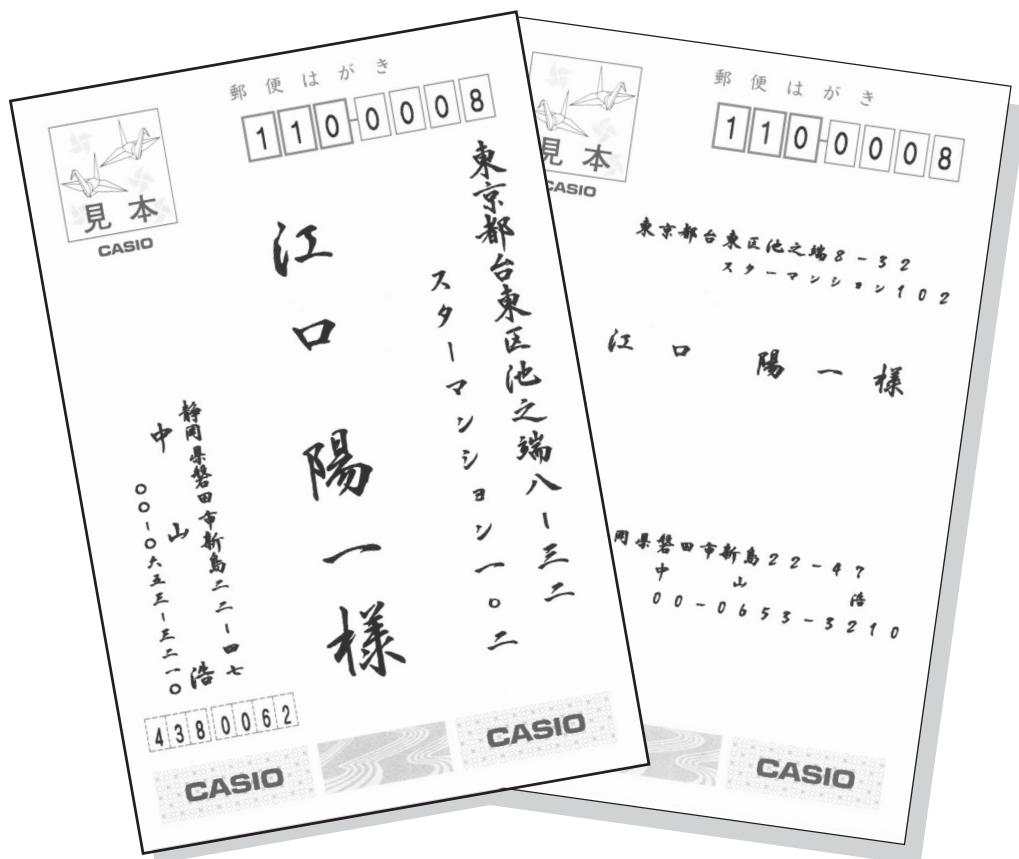 郵便はがき
110-0008
見本
CASIO
東京都台東区池之端八ー三二
スターマンション一〇二
江口 陽一様
静岡県磐田市新島二二ー四七
中山 浩
〇〇ー〇六五三ー三二一〇
4380062
CASIO
CASIO
郵便はがき
110-0008
見本
CASIO
東京都台東区池之端8-32
スターマンション102
江口 陽一様
岡県磐田市新島22-47
中山 浩
00-0653-3210
CASIO